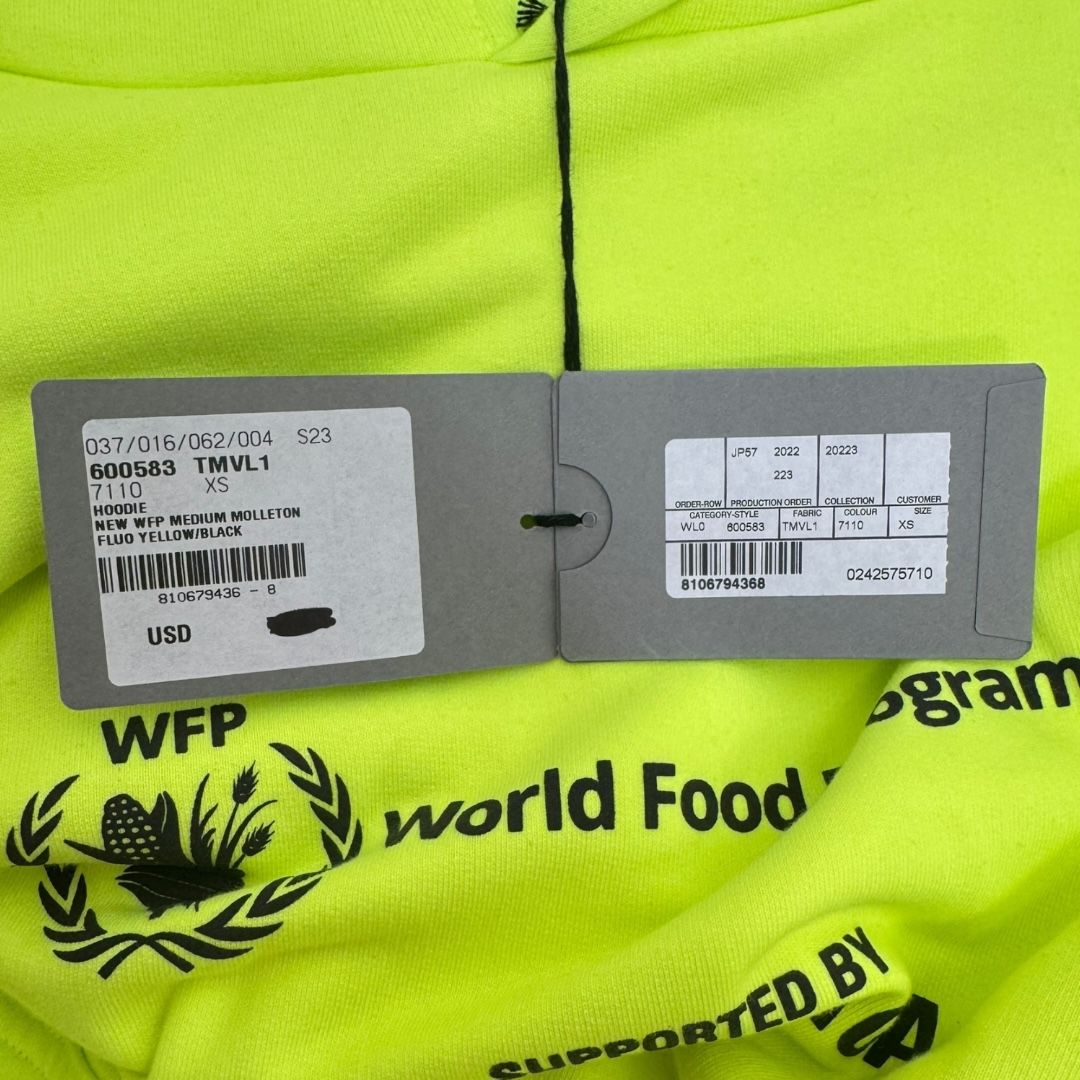 037/016/062/004 S23
600583 TMVL1
7110 XS
HOODIE
NEW WFP MEDIUM MOLLETON
FLUO YELLOW/BLACK
810679436 - 8
USD
JP57 2022 20223
223
ORDER-ROW PRODUCTION ORDER COLLECTION CUSTOMER
CATEGORY-STYLE FABRIC COLOUR SIZE
WL0 600583 TMVL1 7110 XS
8106794368 0242575710
WFP
World Food
SUPPORTED BY